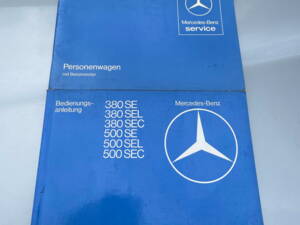 Mercedes-Benz
service
Personenwagen
mit Benzinmotor
Bedienungs-
anleitung
380 SE
380 SEL
380 SEC
500 SE
500 SEL
500 SEC
Mercedes-Benz